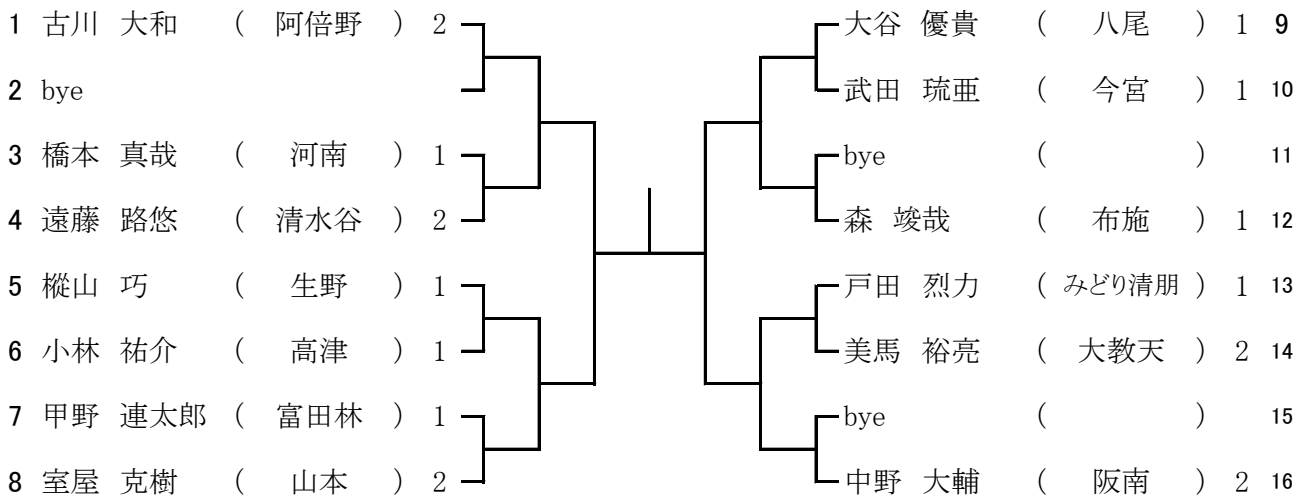 1 古川 大和 ( 阿倍野 ) 2
2 bye
3 橋本 真哉 ( 河南 ) 1
4 遠藤 路悠 ( 清水谷 ) 2
5 樅山 巧 ( 生野 ) 1
6 小林 祐介 ( 高津 ) 1
7 甲野 連太郎 ( 富田林 ) 1
8 室屋 克樹 ( 山本 ) 2
大谷 優貴 ( 八尾 ) 1 9
武田 琉亜 ( 今宮 ) 1 10
bye ( ) 11
森 竣哉 ( 布施 ) 1 12
戸田 烈力 ( みどり清朋 ) 1 13
美馬 裕亮 ( 大教天 ) 2 14
bye ( ) 15
中野 大輔 ( 阪南 ) 2 16